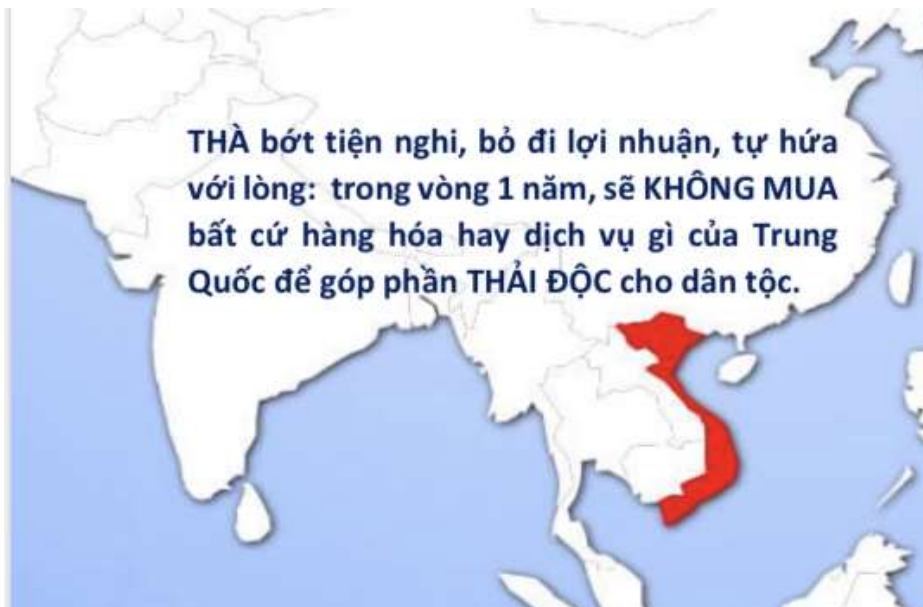 THÀ bớt tiện nghi, bỏ đi lợi nhuận, tự hứa
với lòng: trong vòng 1 năm, sẽ KHÔNG MUA
bất cứ hàng hóa hay dịch vụ gì của Trung
Quốc để góp phần THẢI ĐỘC cho dân tộc.